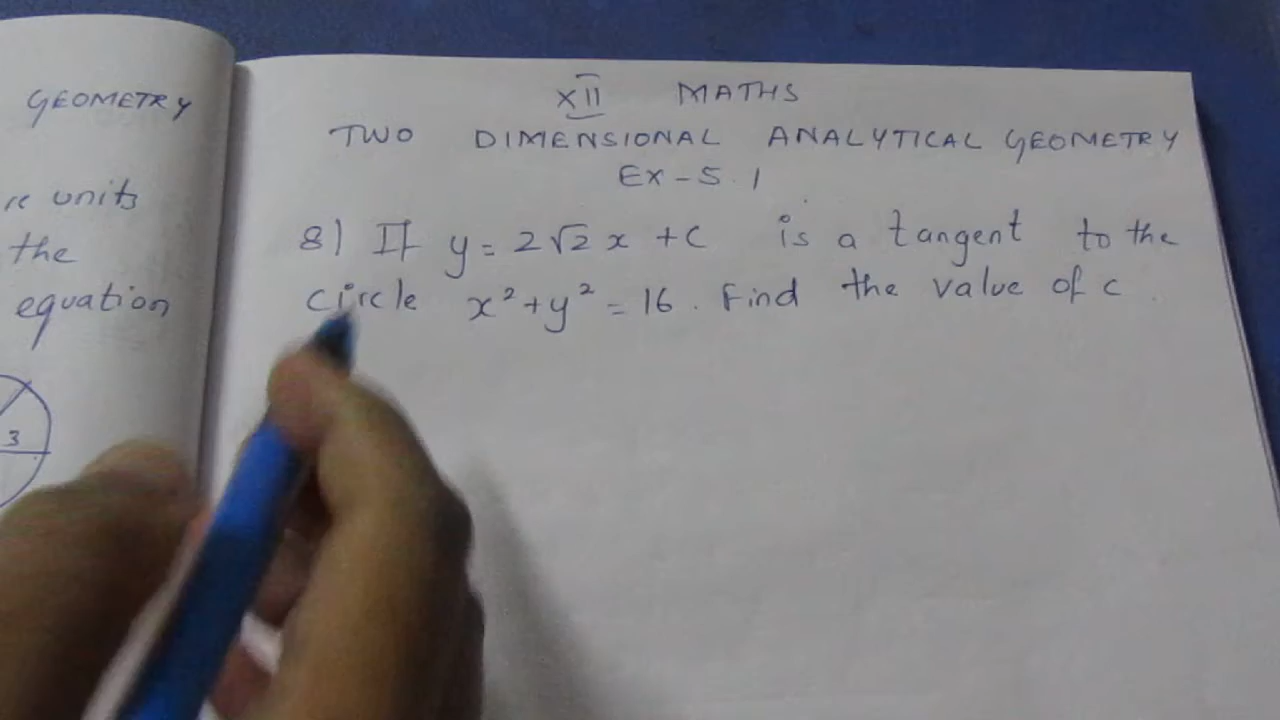 GEOMETRY
re units
the
equation
3
XII MATHS
TWO DIMENSIONAL ANALYTICAL GEOMETRY
EX - 5.1
8) If y = 2√2 x + c is a tangent to the
circle x² + y² = 16. Find the value of c.